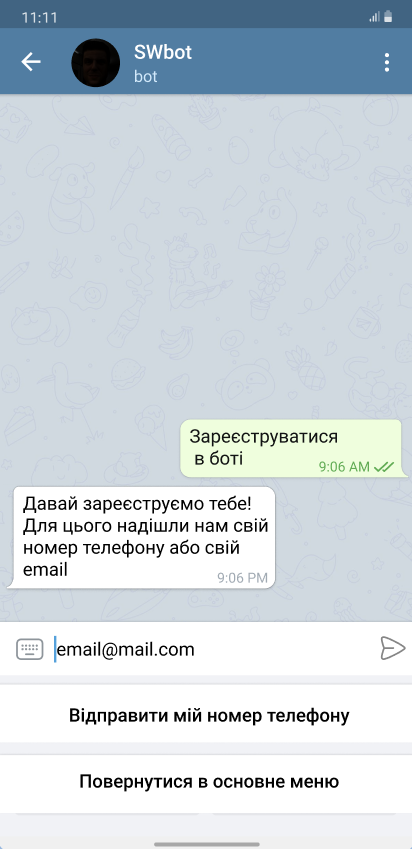 11:11
SWbot
bot
Зареєструватися
в боті
9:06 AM
Давай зареєструємо тебе!
Для цього надішли нам свій
номер телефону або свій
email
9:06 PM
email@mail.com
Відправити мій номер телефону
Повернутися в основне меню